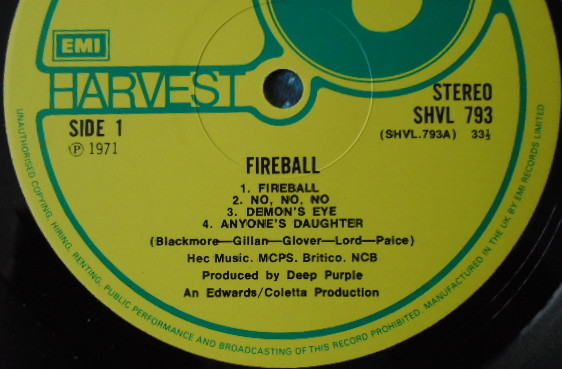 EMI
HARVEST
STEREO
SHVL 793
(SHVL.793A) 33⅓
SIDE 1
Ⓟ 1971
FIREBALL
1. FIREBALL
2. NO, NO, NO
3. DEMON'S EYE
4. ANYONE'S DAUGHTER
(Blackmore—Gillan—Glover—Lord—Paice)
Hec Music. MCPS. Britico. NCB
Produced by Deep Purple
An Edwards/Coletta Production
UNAUTHORISED COPYING, HIRING, RENTING, PUBLIC PERFORMANCE AND BROADCASTING OF THIS RECORD PROHIBITED. MANUFACTURED IN THE UK BY EMI RECORDS LIMITED